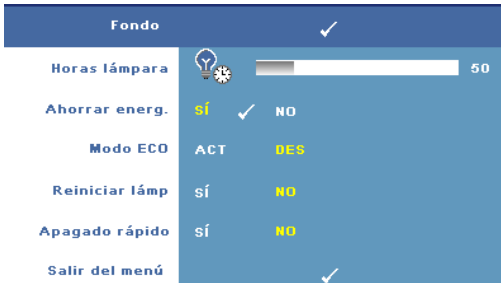 Fondo
Horas lámpara 50
Ahorrar energ. SÍ NO
Modo ECO ACT DES
Reiniciar lámp SÍ NO
Apagado rápido SÍ NO
Salir del menú